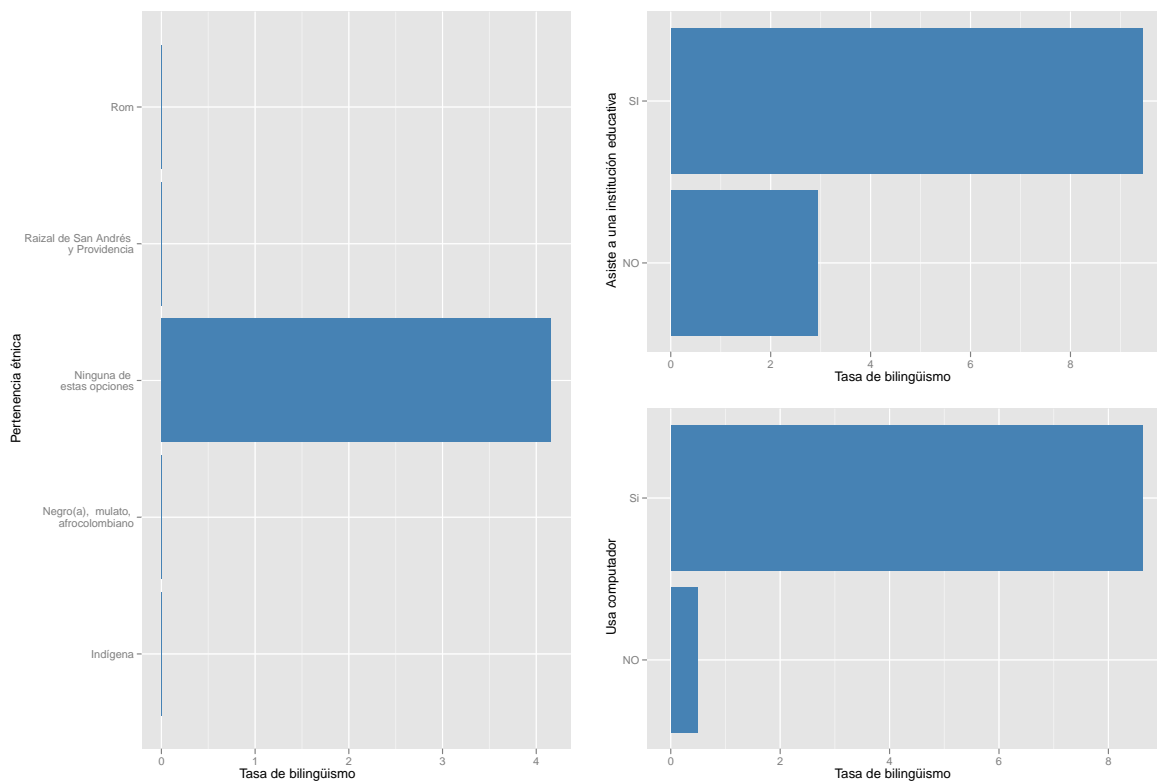 Pertenencia étnica
Rom
Raizal de San Andrés
y Providencia
Ninguna de
estas opciones
Negro(a), mulato,
afrocolombiano
Indígena
0 1 2 3 4
Tasa de bilingüismo
Asiste a una institución educativa
SI
NO
0 2 4 6 8
Tasa de bilingüismo
Usa computador
Si
NO
0 2 4 6 8
Tasa de bilingüismo